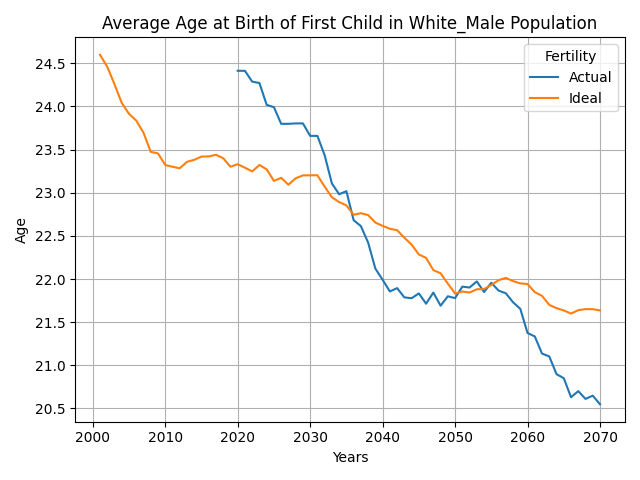 Average Age at Birth of First Child in White_Male Population
Fertility
Actual
Ideal
24.5
24.0
23.5
23.0
22.5
22.0
21.5
21.0
20.5
Age
2000 2010 2020 2030 2040 2050 2060 2070
Years